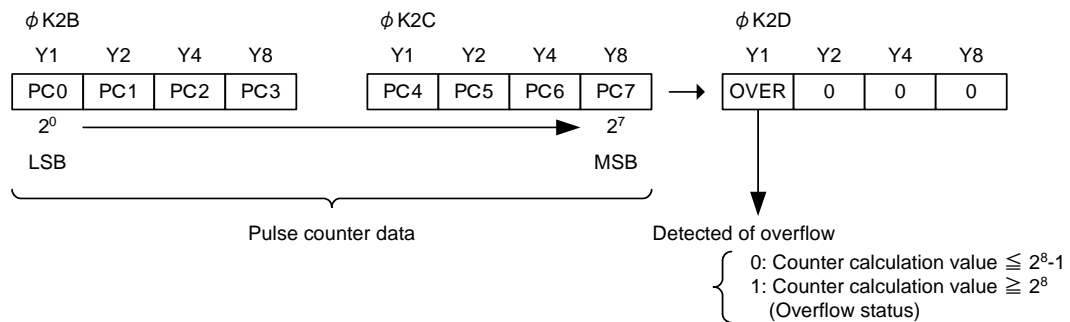 ϕK2B ϕK2C ϕK2D
Y1 Y2 Y4 Y8 Y1 Y2 Y4 Y8 Y1 Y2 Y4 Y8
PC0 PC1 PC2 PC3 PC4 PC5 PC6 PC7 OVER 0 0 0
2⁰ 2⁷
LSB MSB
Pulse counter data Detected of overflow
0: Counter calculation value ≦ 2⁸-1
1: Counter calculation value ≧ 2⁸
(Overflow status)